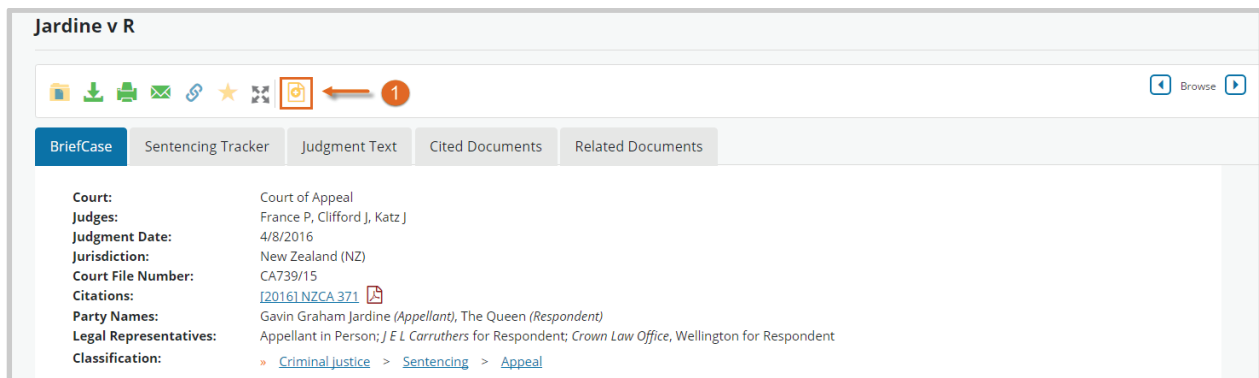 Jardine v R
1
Browse
BriefCase Sentencing Tracker Judgment Text Cited Documents Related Documents
Court: Court of Appeal
Judges: France P, Clifford J, Katz J
Judgment Date: 4/8/2016
Jurisdiction: New Zealand (NZ)
Court File Number: CA739/15
Citations: [2016] NZCA 371
Party Names: Gavin Graham Jardine (Appellant), The Queen (Respondent)
Legal Representatives: Appellant in Person; J E L Carruthers for Respondent; Crown Law Office, Wellington for Respondent
Classification: » Criminal justice > Sentencing > Appeal